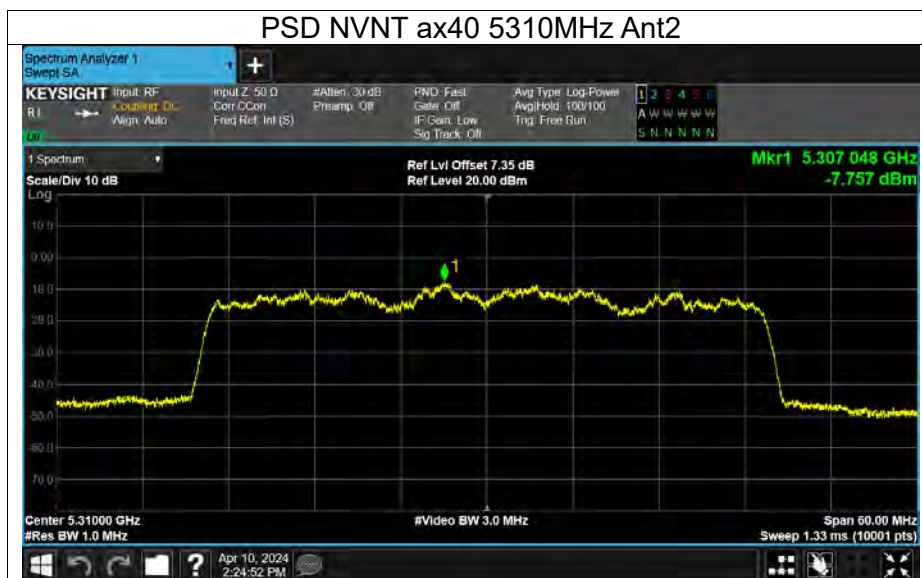 PSD NVNT ax40 5310MHz Ant2
Spectrum Analyzer 1
Swept SA
+
KEYSIGHT Input: RF Input Z: 50 Ω #Atten: 30 dB PNO: Fast Avg Type: Log-Power 1 2 3 4 5 6
Coupling: DC Corr CCorr Preamp: Off Gate: Off Avg|Hold: 100/100 A W W W W W
Align: Auto Freq Ref: Int (S) IF Gain: Low Trig: Free Run
Sig Track: Off S N N N N N
1 Spectrum Ref Lvl Offset 7.35 dB Mkr1 5.307 048 GHz
Scale/Div 10 dB Ref Level 20.00 dBm -7.757 dBm
Log
10.0
0.00
1
-10.0
-20.0
-30.0
-40.0
-50.0
-60.0
-70.0
Center 5.31000 GHz #Video BW 3.0 MHz Span 60.00 MHz
#Res BW 1.0 MHz Sweep 1.33 ms (10001 pts)
? Apr 10, 2024
2:24:52 PM